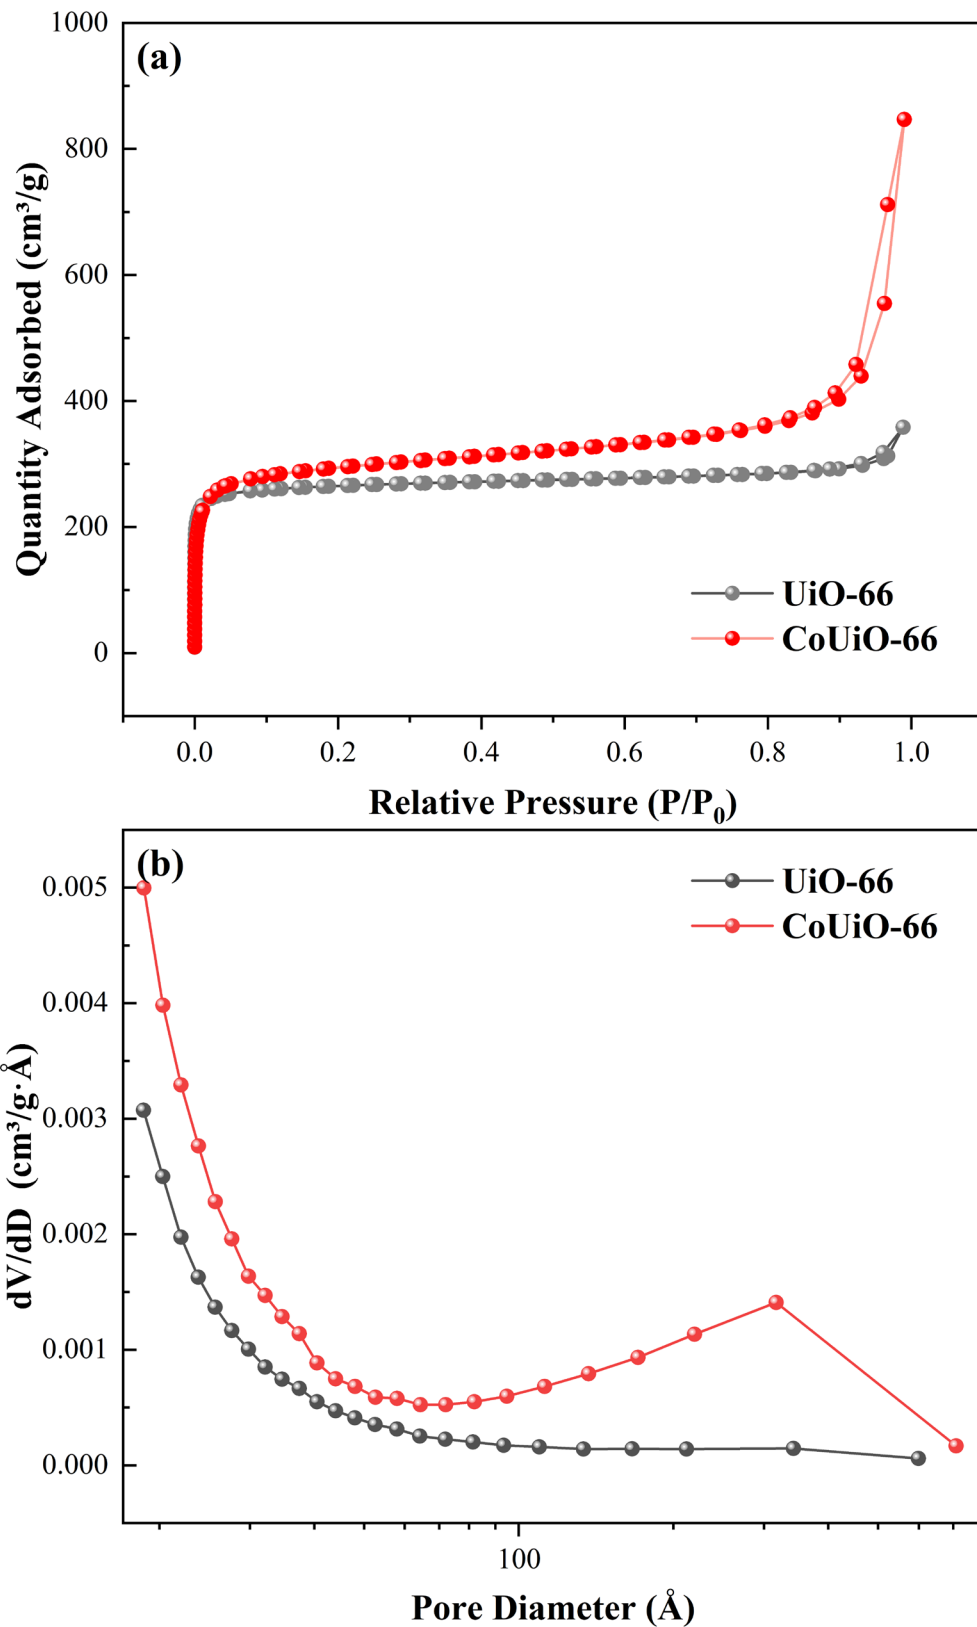 (a)
1000
800
600
400
200
0
Quantity Adsorbed (cm³/g)
UiO-66
CoUiO-66
0.0 0.2 0.4 0.6 0.8 1.0
Relative Pressure (P/P₀)
(b)
UiO-66
CoUiO-66
0.005
0.004
0.003
0.002
0.001
0.000
dV/dD (cm³/g·Å)
100
Pore Diameter (Å)